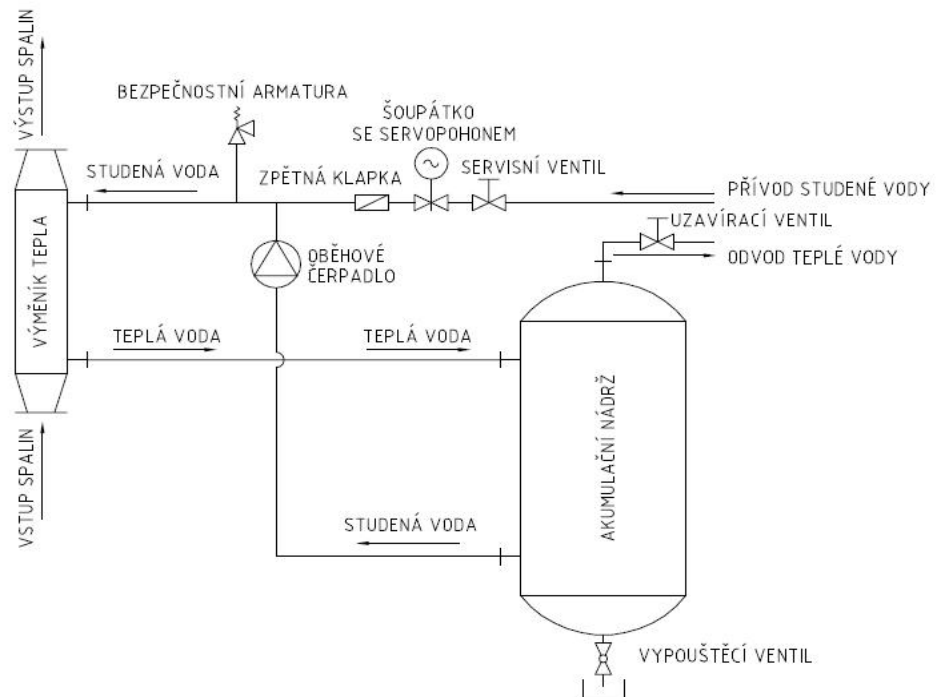 VÝSTUP SPALIN
BEZPEČNOSTNÍ ARMATURA
ŠOUPÁTKO
SE SERVOPOHONEM
STUDENÁ VODA
ZPĚTNÁ KLAPKA
SERVISNÍ VENTIL
PŘÍVOD STUDENÉ VODY
UZAVÍRACÍ VENTIL
ODVOD TEPLÉ VODY
OBĚHOVÉ
ČERPADLO
VÝMĚNÍK TEPLA
TEPLÁ VODA
TEPLÁ VODA
AKUMULAČNÍ NÁDRŽ
VSTUP SPALIN
STUDENÁ VODA
VYPOUŠTĚCÍ VENTIL